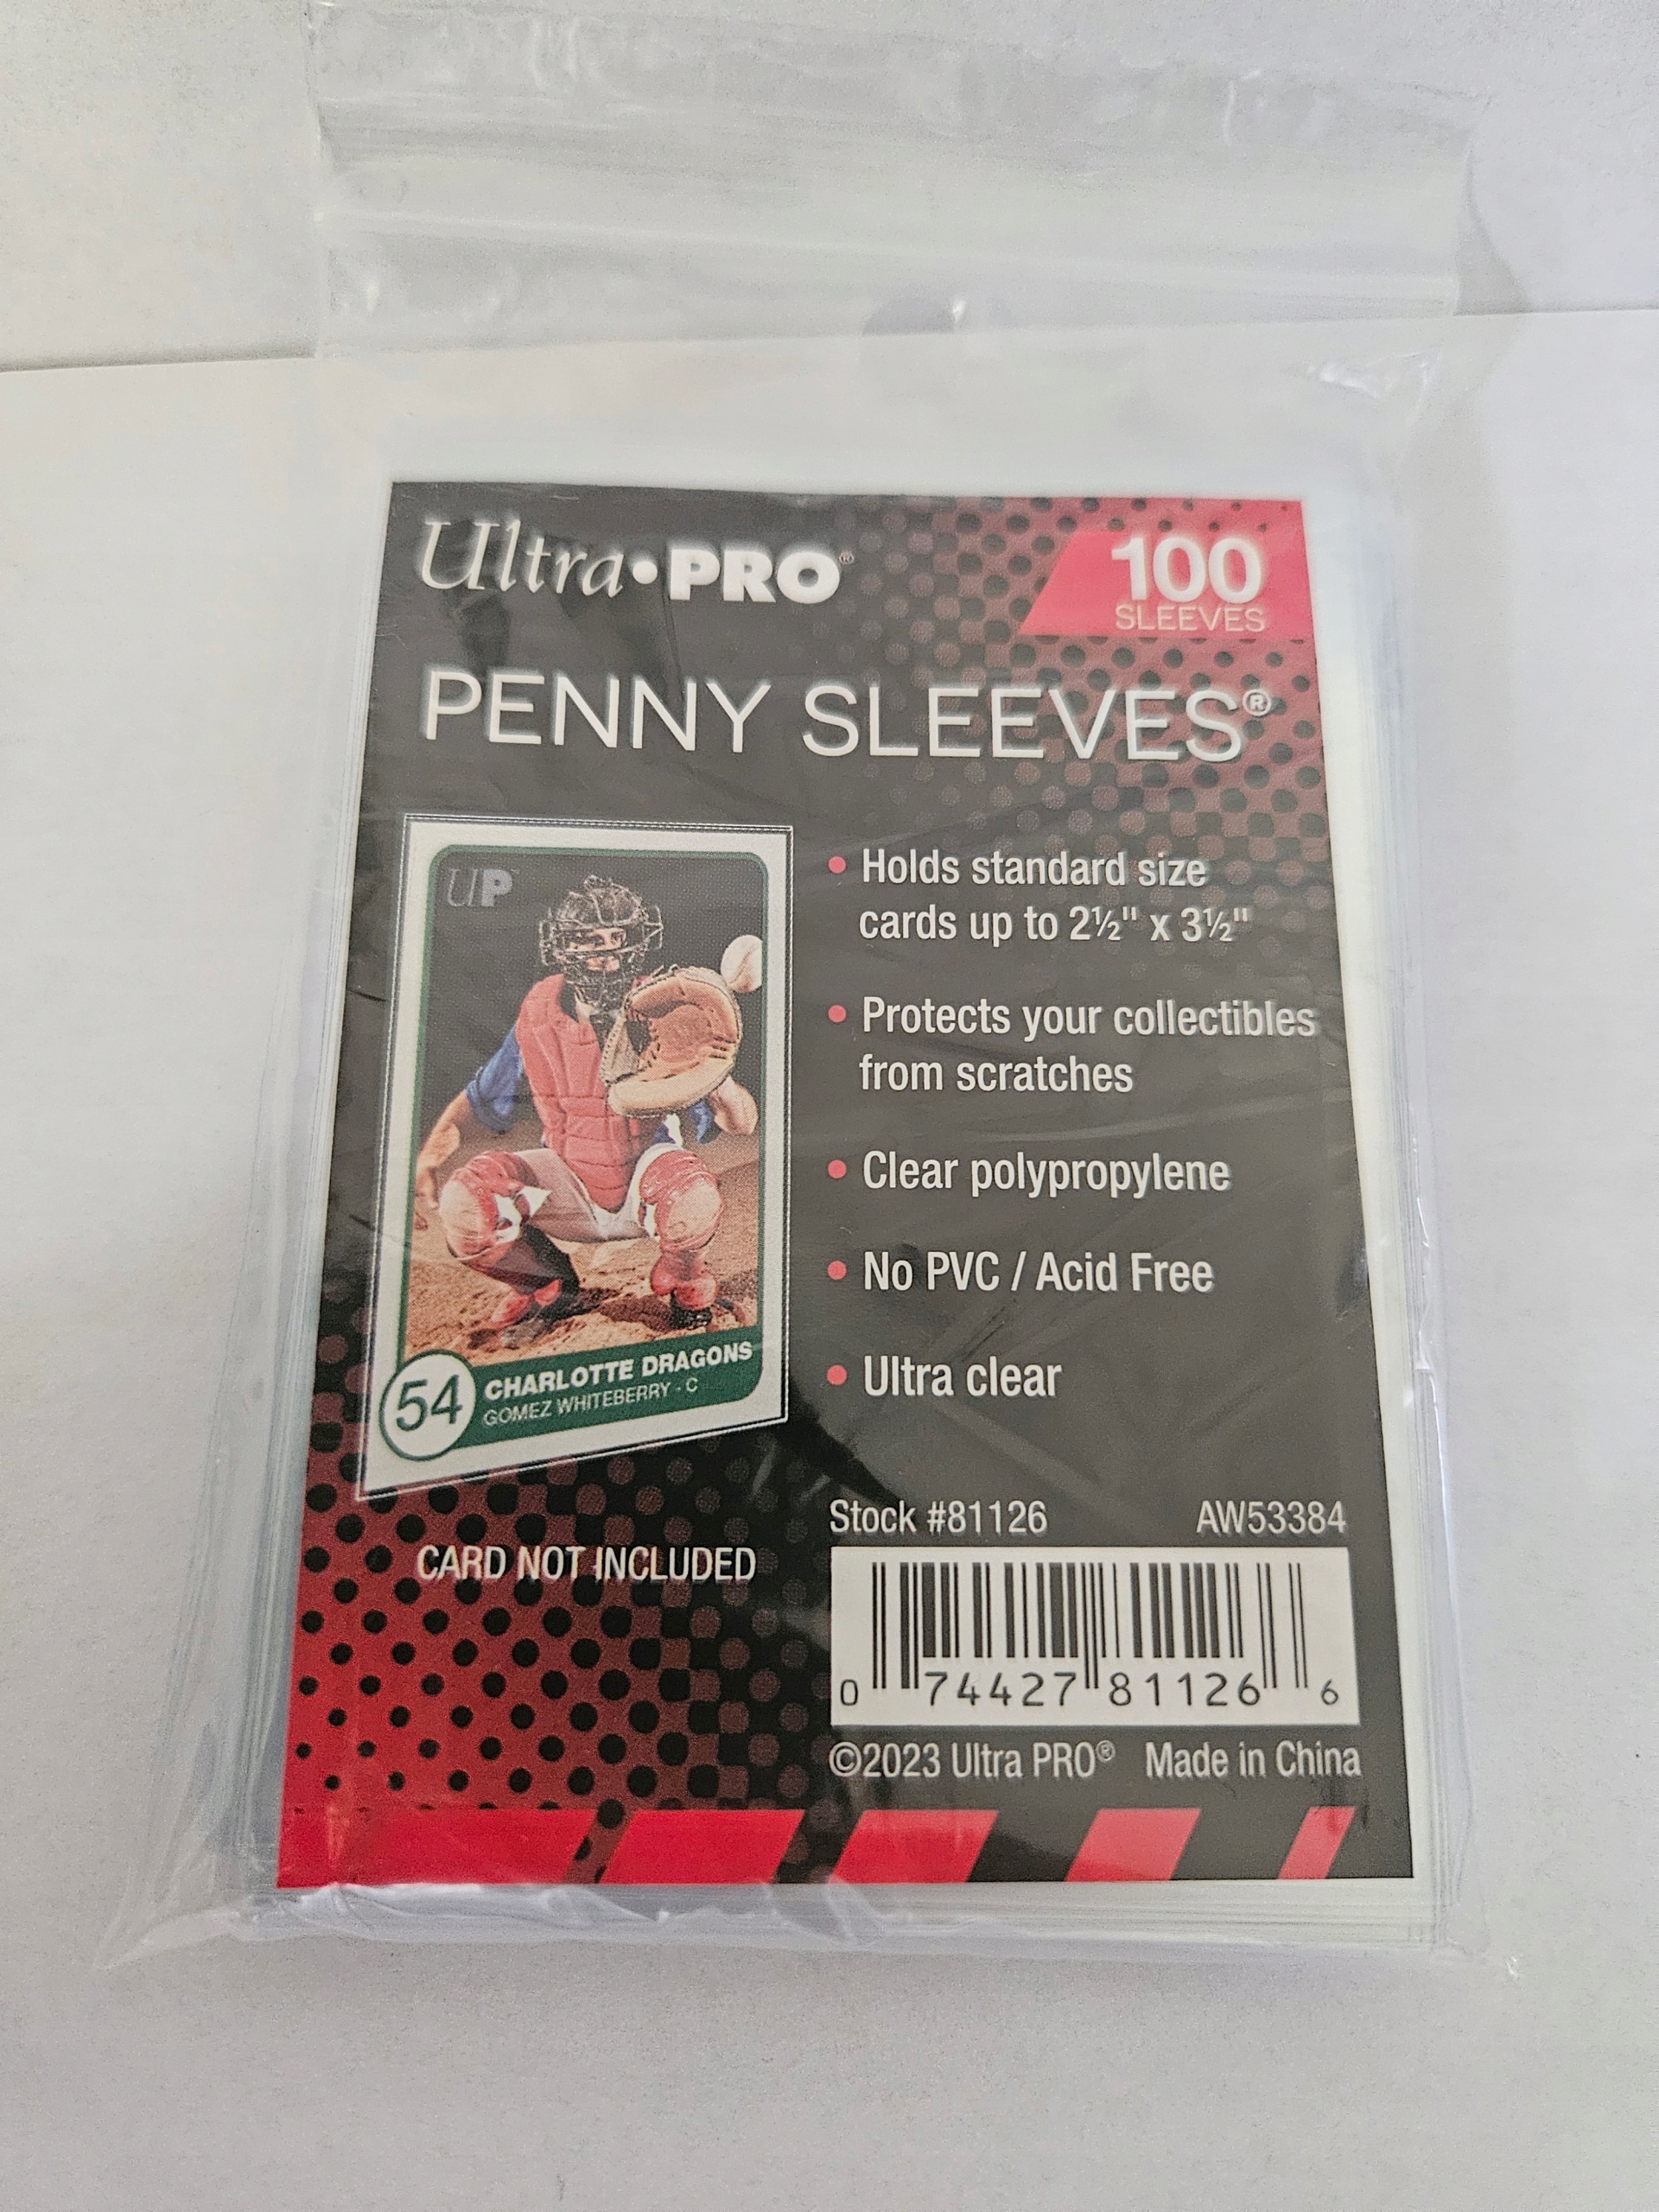 Ultra•PRO®
100
SLEEVES
PENNY SLEEVES®
UP
54
CHARLOTTE DRAGONS
GOMEZ WHITEBERRY - C
CARD NOT INCLUDED
• Holds standard size
cards up to 2½" x 3½"
• Protects your collectibles
from scratches
• Clear polypropylene
• No PVC / Acid Free
• Ultra clear
Stock #81126 AW53384
0 74427 81126 6
©2023 Ultra PRO® Made in China